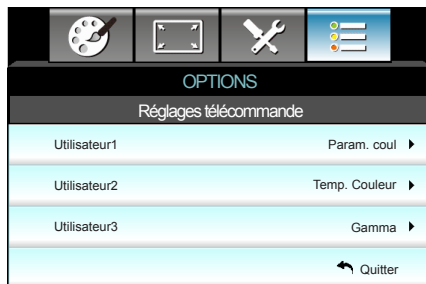 OPTIONS
Réglages télécommande
Utilisateur1 Param. coul
Utilisateur2 Temp. Couleur
Utilisateur3 Gamma
Quitter